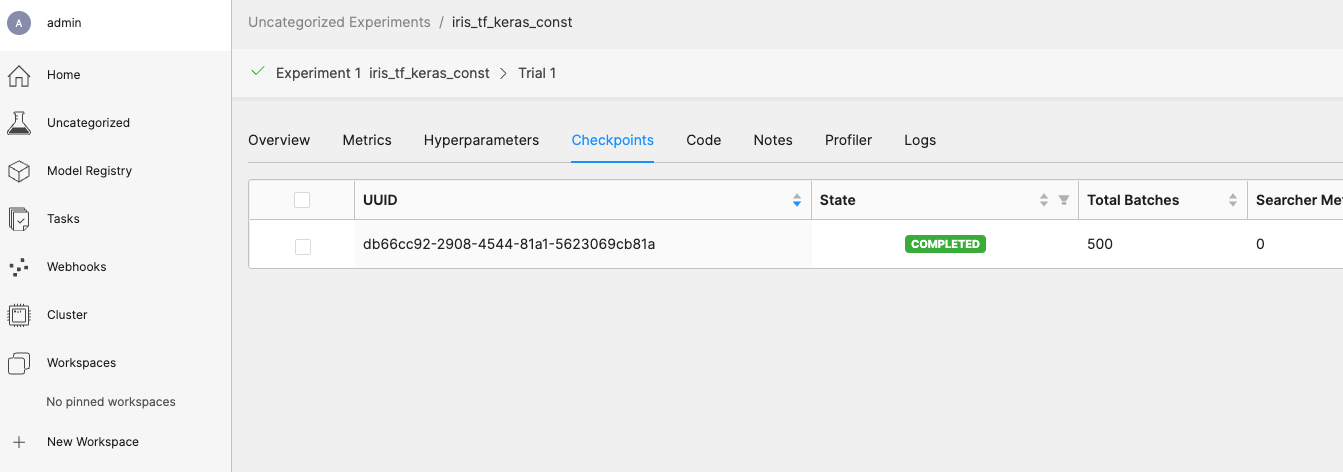 A admin
Uncategorized Experiments / iris_tf_keras_const
Home
Experiment 1 iris_tf_keras_const > Trial 1
Uncategorized
Overview Metrics Hyperparameters Checkpoints Code Notes Profiler Logs
Model Registry
UUID State Total Batches Searcher Me
Tasks
db66cc92-2908-4544-81a1-5623069cb81a COMPLETED 500 0
Webhooks
Cluster
Workspaces
No pinned workspaces
+ New Workspace